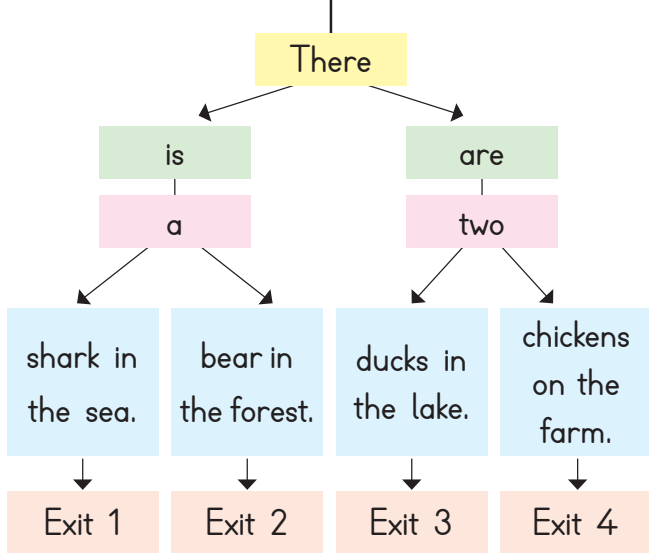 There
is
are
a
two
shark in
the sea.
bear in
the forest.
ducks in
the lake.
chickens
on the
farm.
Exit 1
Exit 2
Exit 3
Exit 4